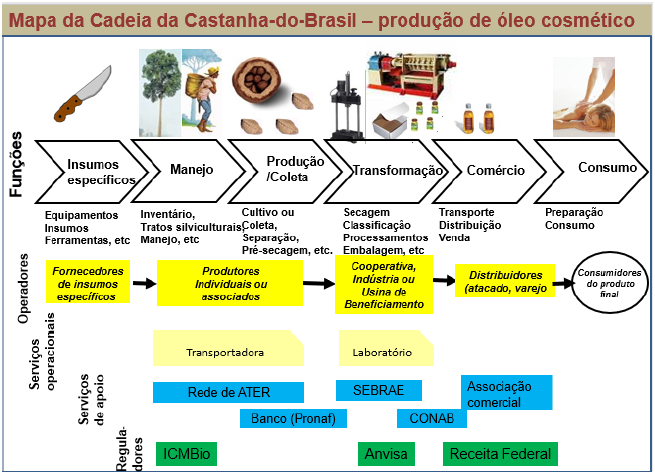 Mapa da Cadeia da Castanha-do-Brasil – produção de óleo cosmético
Funções
Insumos
específicos
Manejo
Produção
/Coleta
Transformação
Comércio
Consumo
Equipamentos
Insumos
Ferramentas, etc
Inventário,
Tratos silviculturais,
Manejo, etc
Cultivo ou
Coleta,
Separação,
Pré-secagem, etc.
Secagem
Classificação
Processamentos
Embalagem, etc
Transporte
Distribuição
Venda
Preparação
Consumo
Operadores
Fornecedores
de insumos
específicos
Produtores
Individuais ou
associados
Cooperativa,
Indústria ou
Usina de
Beneficiamento
Distribuidores
(atacado, varejo
Consumidores
do produto
final
Serviços
operacionais
Transportadora
Laboratório
Serviços
de apoio
Rede de ATER
SEBRAE
Associação
comercial
Banco (Pronaf)
CONAB
Regula-
dores
ICMBio
Anvisa
Receita Federal